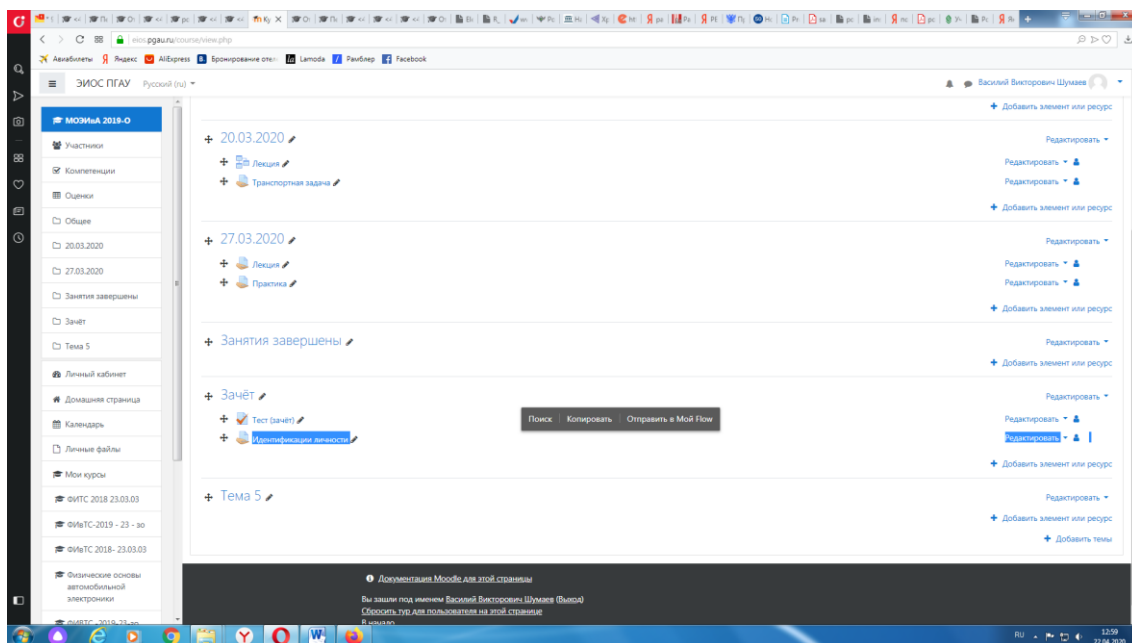 eios.pgau.ru/course/view.php
Авиабилеты Яндекс AliExpress Бронирование отел Lamoda Рамблер Facebook
ЭИОС ПГАУ Русский (ru)
Василий Викторович Шумаев
Добавить элемент или ресурс
МОЭИвА 2019-О
Участники
Компетенции
Оценки
Общее
20.03.2020
27.03.2020
Занятия завершены
Зачёт
Тема 5
Личный кабинет
Домашняя страница
Календарь
Личные файлы
Мои курсы
ФИТС 2018 23.03.03
ФИвТС-2019 - 23 - зо
ФИвТС 2018- 23.03.03
Физические основы
автомобильной
электроники
20.03.2020 Редактировать
Лекция Редактировать
Транспортная задача Редактировать
Добавить элемент или ресурс
27.03.2020 Редактировать
Лекция Редактировать
Практика Редактировать
Добавить элемент или ресурс
Занятия завершены Редактировать
Добавить элемент или ресурс
Зачёт Редактировать
Тест (зачёт) Редактировать
Поиск Копировать Отправить в Мой Flow
Идентификации личности Редактировать
Добавить элемент или ресурс
Тема 5 Редактировать
Добавить элемент или ресурс
Добавить темы
Документация Moodle для этой страницы
Вы зашли под именем Василий Викторович Шумаев (Выход)
Сбросить тур для пользователя на этой странице
В начало
RU 12:59
22.04.2020